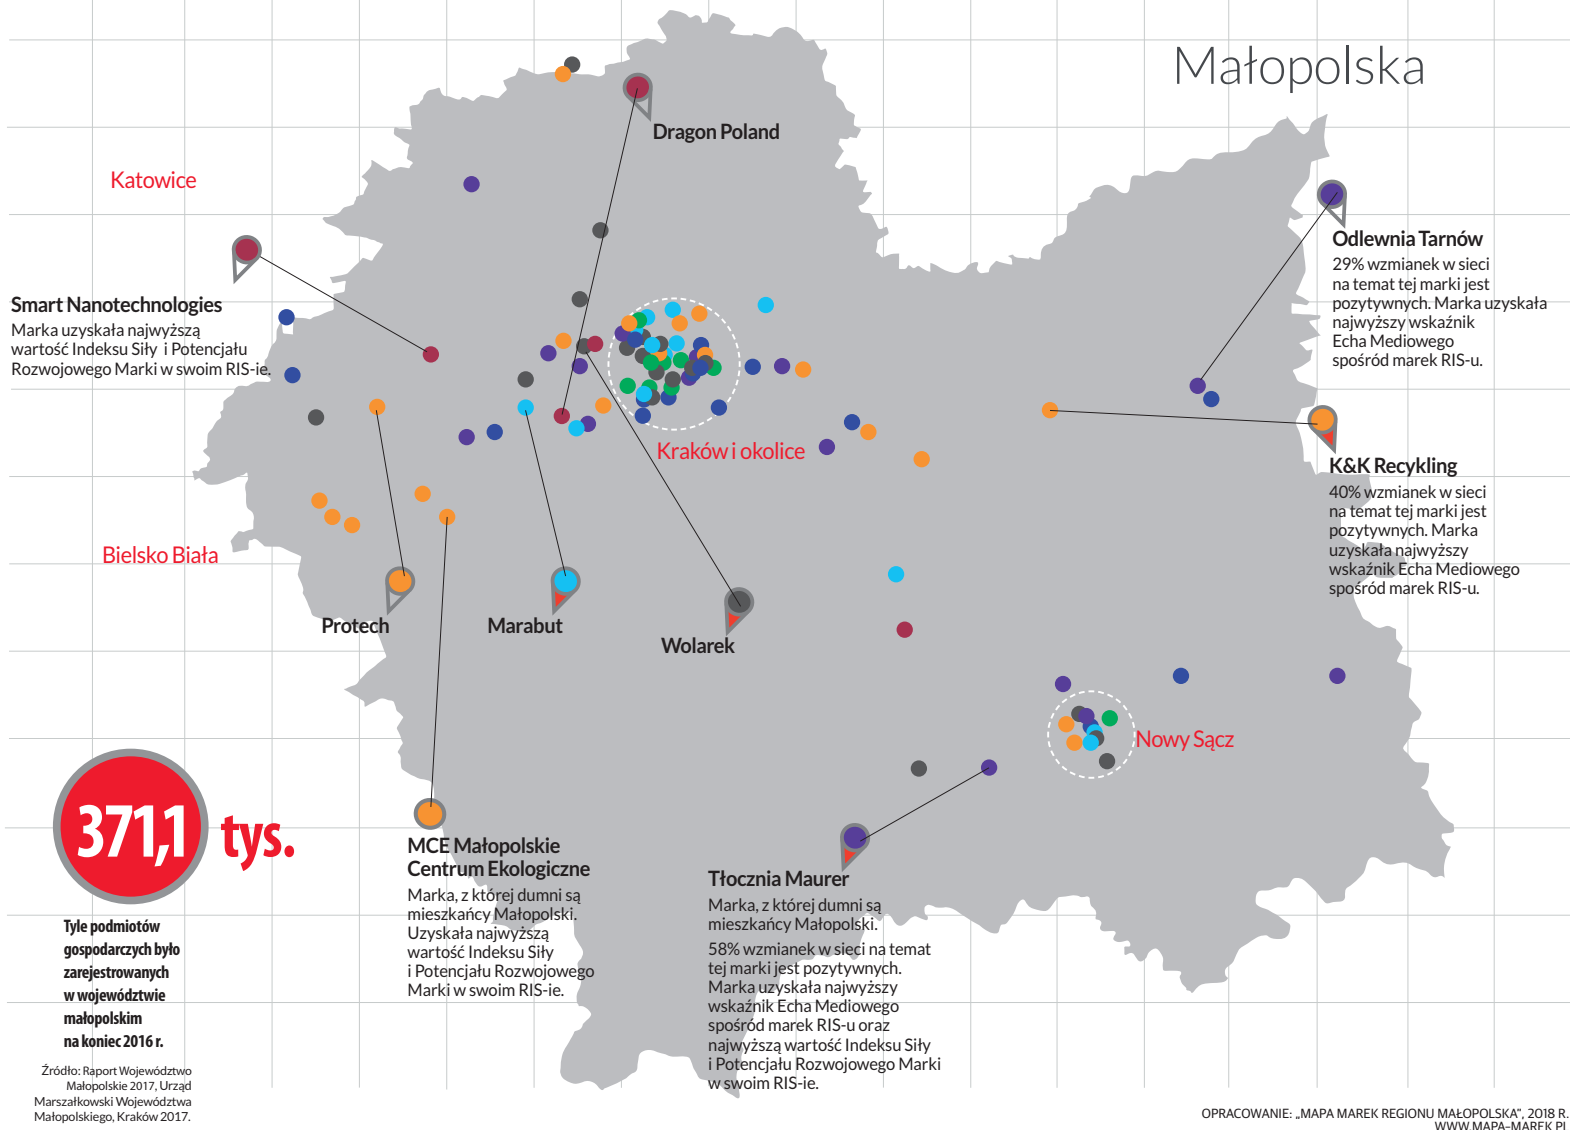 Małopolska
Katowice
Dragon Poland
Smart Nanotechnologies
Marka uzyskała najwyższą
wartość Indeksu Siły i Potencjału
Rozwojowego Marki w swoim RIS-ie.
Odlewnia Tarnów
29% wzmianek w sieci
na temat tej marki jest
pozytywnych. Marka uzyskała
najwyższy wskaźnik
Echa Mediowego
spośród marek RIS-u.
Kraków i okolice
K&K Recykling
40% wzmianek w sieci
na temat tej marki jest
pozytywnych. Marka
uzyskała najwyższy
wskaźnik Echa Mediowego
spośród marek RIS-u.
Bielsko Biała
Protech
Marabut
Wolarek
Nowy Sącz
371,1 tys.
Tyle podmiotów
gospodarczych było
zarejestrowanych
w województwie
małopolskim
na koniec 2016 r.
Źródło: Raport Województwo
Małopolskie 2017, Urząd
Marszałkowski Województwa
Małopolskiego, Kraków 2017.
MCE Małopolskie
Centrum Ekologiczne
Marka, z której dumni są
mieszkańcy Małopolski.
Uzyskała najwyższą
wartość Indeksu Siły
i Potencjału Rozwojowego
Marki w swoim RIS-ie.
Tłocznia Maurer
Marka, z której dumni są
mieszkańcy Małopolski.
58% wzmianek w sieci na temat
tej marki jest pozytywnych.
Marka uzyskała najwyższy
wskaźnik Echa Mediowego
spośród marek RIS-u oraz
najwyższą wartość Indeksu Siły
i Potencjału Rozwojowego Marki
w swoim RIS-ie.
OPRACOWANIE: „MAPA MAREK REGIONU MAŁOPOLSKA", 2018 R.
WWW.MAPA-MAREK.PL